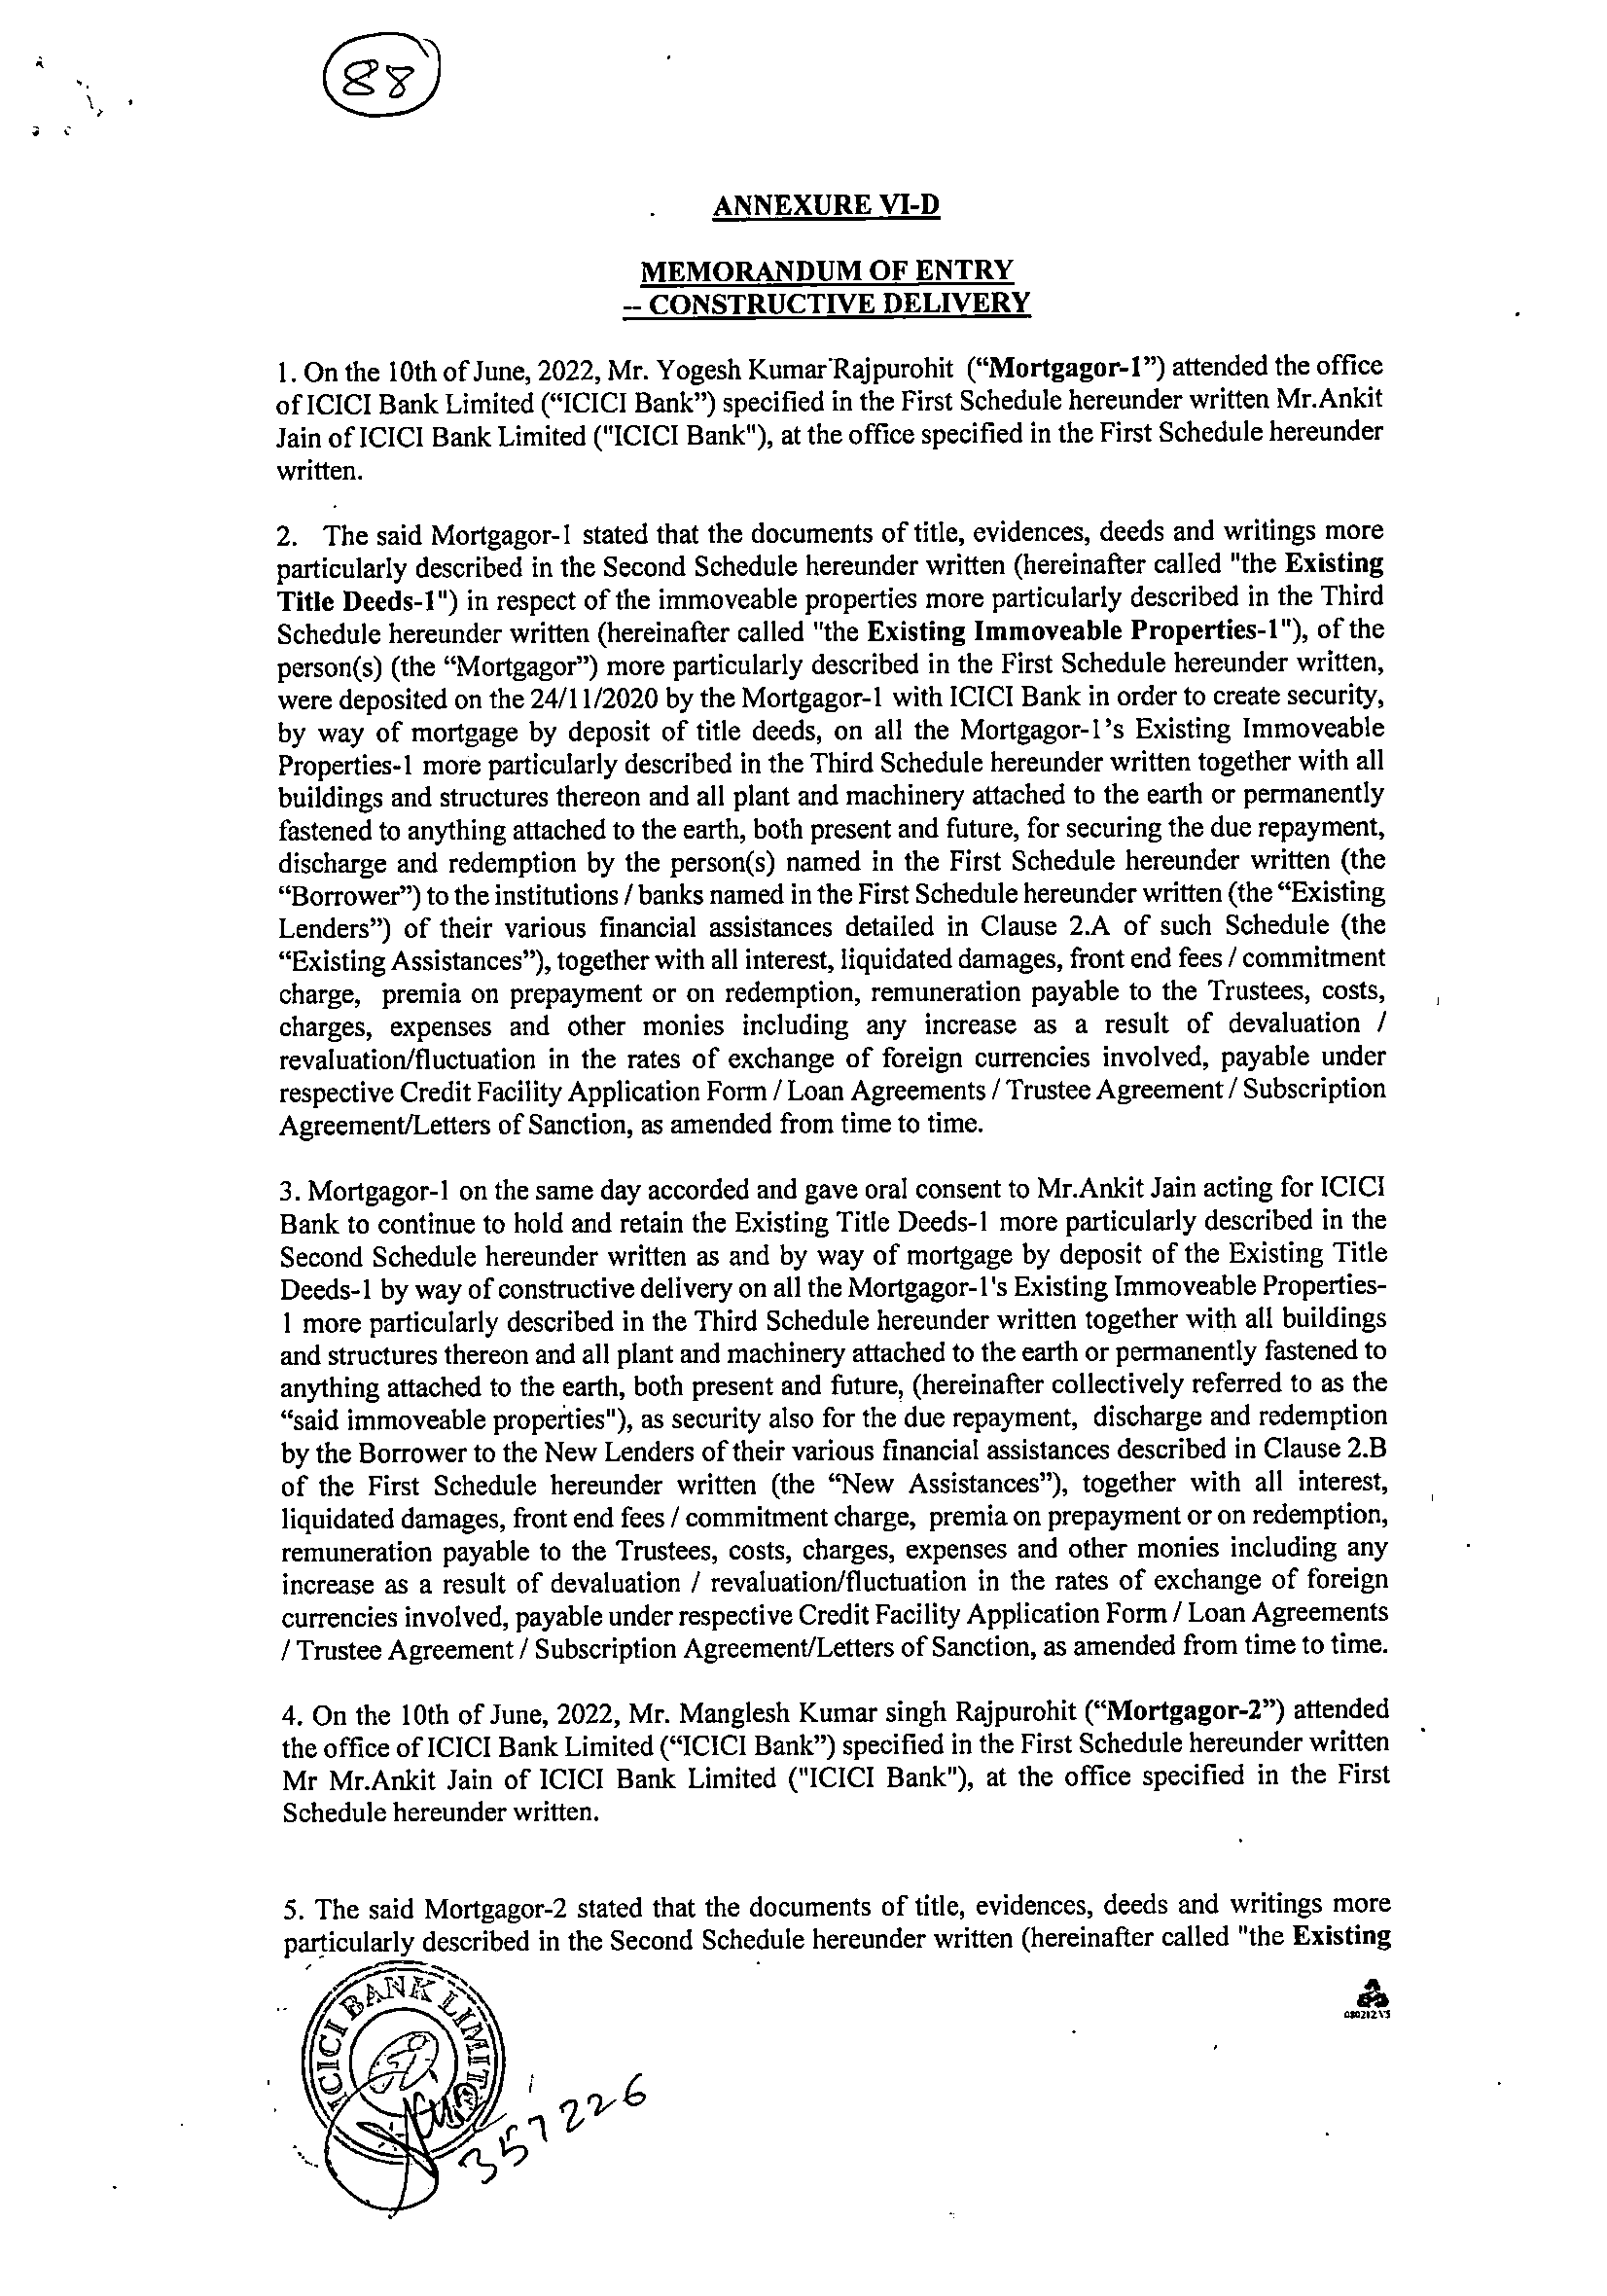 88
ANNEXURE VI-D
MEMORANDUM OF ENTRY
-- CONSTRUCTIVE DELIVERY
1. On the 10th of June, 2022, Mr. Yogesh Kumar Rajpurohit (“Mortgagor-1”) attended the office
of ICICI Bank Limited (“ICICI Bank”) specified in the First Schedule hereunder written Mr.Ankit
Jain of ICICI Bank Limited ("ICICI Bank"), at the office specified in the First Schedule hereunder
written.
2. The said Mortgagor-1 stated that the documents of title, evidences, deeds and writings more
particularly described in the Second Schedule hereunder written (hereinafter called "the Existing
Title Deeds-1") in respect of the immoveable properties more particularly described in the Third
Schedule hereunder written (hereinafter called "the Existing Immoveable Properties-1"), of the
person(s) (the “Mortgagor”) more particularly described in the First Schedule hereunder written,
were deposited on the 24/11/2020 by the Mortgagor-1 with ICICI Bank in order to create security,
by way of mortgage by deposit of title deeds, on all the Mortgagor-1’s Existing Immoveable
Properties-1 more particularly described in the Third Schedule hereunder written together with all
buildings and structures thereon and all plant and machinery attached to the earth or permanently
fastened to anything attached to the earth, both present and future, for securing the due repayment,
discharge and redemption by the person(s) named in the First Schedule hereunder written (the
“Borrower”) to the institutions / banks named in the First Schedule hereunder written (the “Existing
Lenders”) of their various financial assistances detailed in Clause 2.A of such Schedule (the
“Existing Assistances”), together with all interest, liquidated damages, front end fees / commitment
charge, premia on prepayment or on redemption, remuneration payable to the Trustees, costs,
charges, expenses and other monies including any increase as a result of devaluation /
revaluation/fluctuation in the rates of exchange of foreign currencies involved, payable under
respective Credit Facility Application Form / Loan Agreements / Trustee Agreement / Subscription
Agreement/Letters of Sanction, as amended from time to time.
3. Mortgagor-1 on the same day accorded and gave oral consent to Mr.Ankit Jain acting for ICICI
Bank to continue to hold and retain the Existing Title Deeds-1 more particularly described in the
Second Schedule hereunder written as and by way of mortgage by deposit of the Existing Title
Deeds-1 by way of constructive delivery on all the Mortgagor-1's Existing Immoveable Properties-
1 more particularly described in the Third Schedule hereunder written together with all buildings
and structures thereon and all plant and machinery attached to the earth or permanently fastened to
anything attached to the earth, both present and future, (hereinafter collectively referred to as the
“said immoveable properties"), as security also for the due repayment, discharge and redemption
by the Borrower to the New Lenders of their various financial assistances described in Clause 2.B
of the First Schedule hereunder written (the “New Assistances”), together with all interest,
liquidated damages, front end fees / commitment charge, premia on prepayment or on redemption,
remuneration payable to the Trustees, costs, charges, expenses and other monies including any
increase as a result of devaluation / revaluation/fluctuation in the rates of exchange of foreign
currencies involved, payable under respective Credit Facility Application Form / Loan Agreements
/ Trustee Agreement / Subscription Agreement/Letters of Sanction, as amended from time to time.
4. On the 10th of June, 2022, Mr. Manglesh Kumar singh Rajpurohit (“Mortgagor-2”) attended
the office of ICICI Bank Limited (“ICICI Bank”) specified in the First Schedule hereunder written
Mr Mr.Ankit Jain of ICICI Bank Limited ("ICICI Bank"), at the office specified in the First
Schedule hereunder written.
5. The said Mortgagor-2 stated that the documents of title, evidences, deeds and writings more
particularly described in the Second Schedule hereunder written (hereinafter called "the Existing
ICICI BANK LIMIT
357226